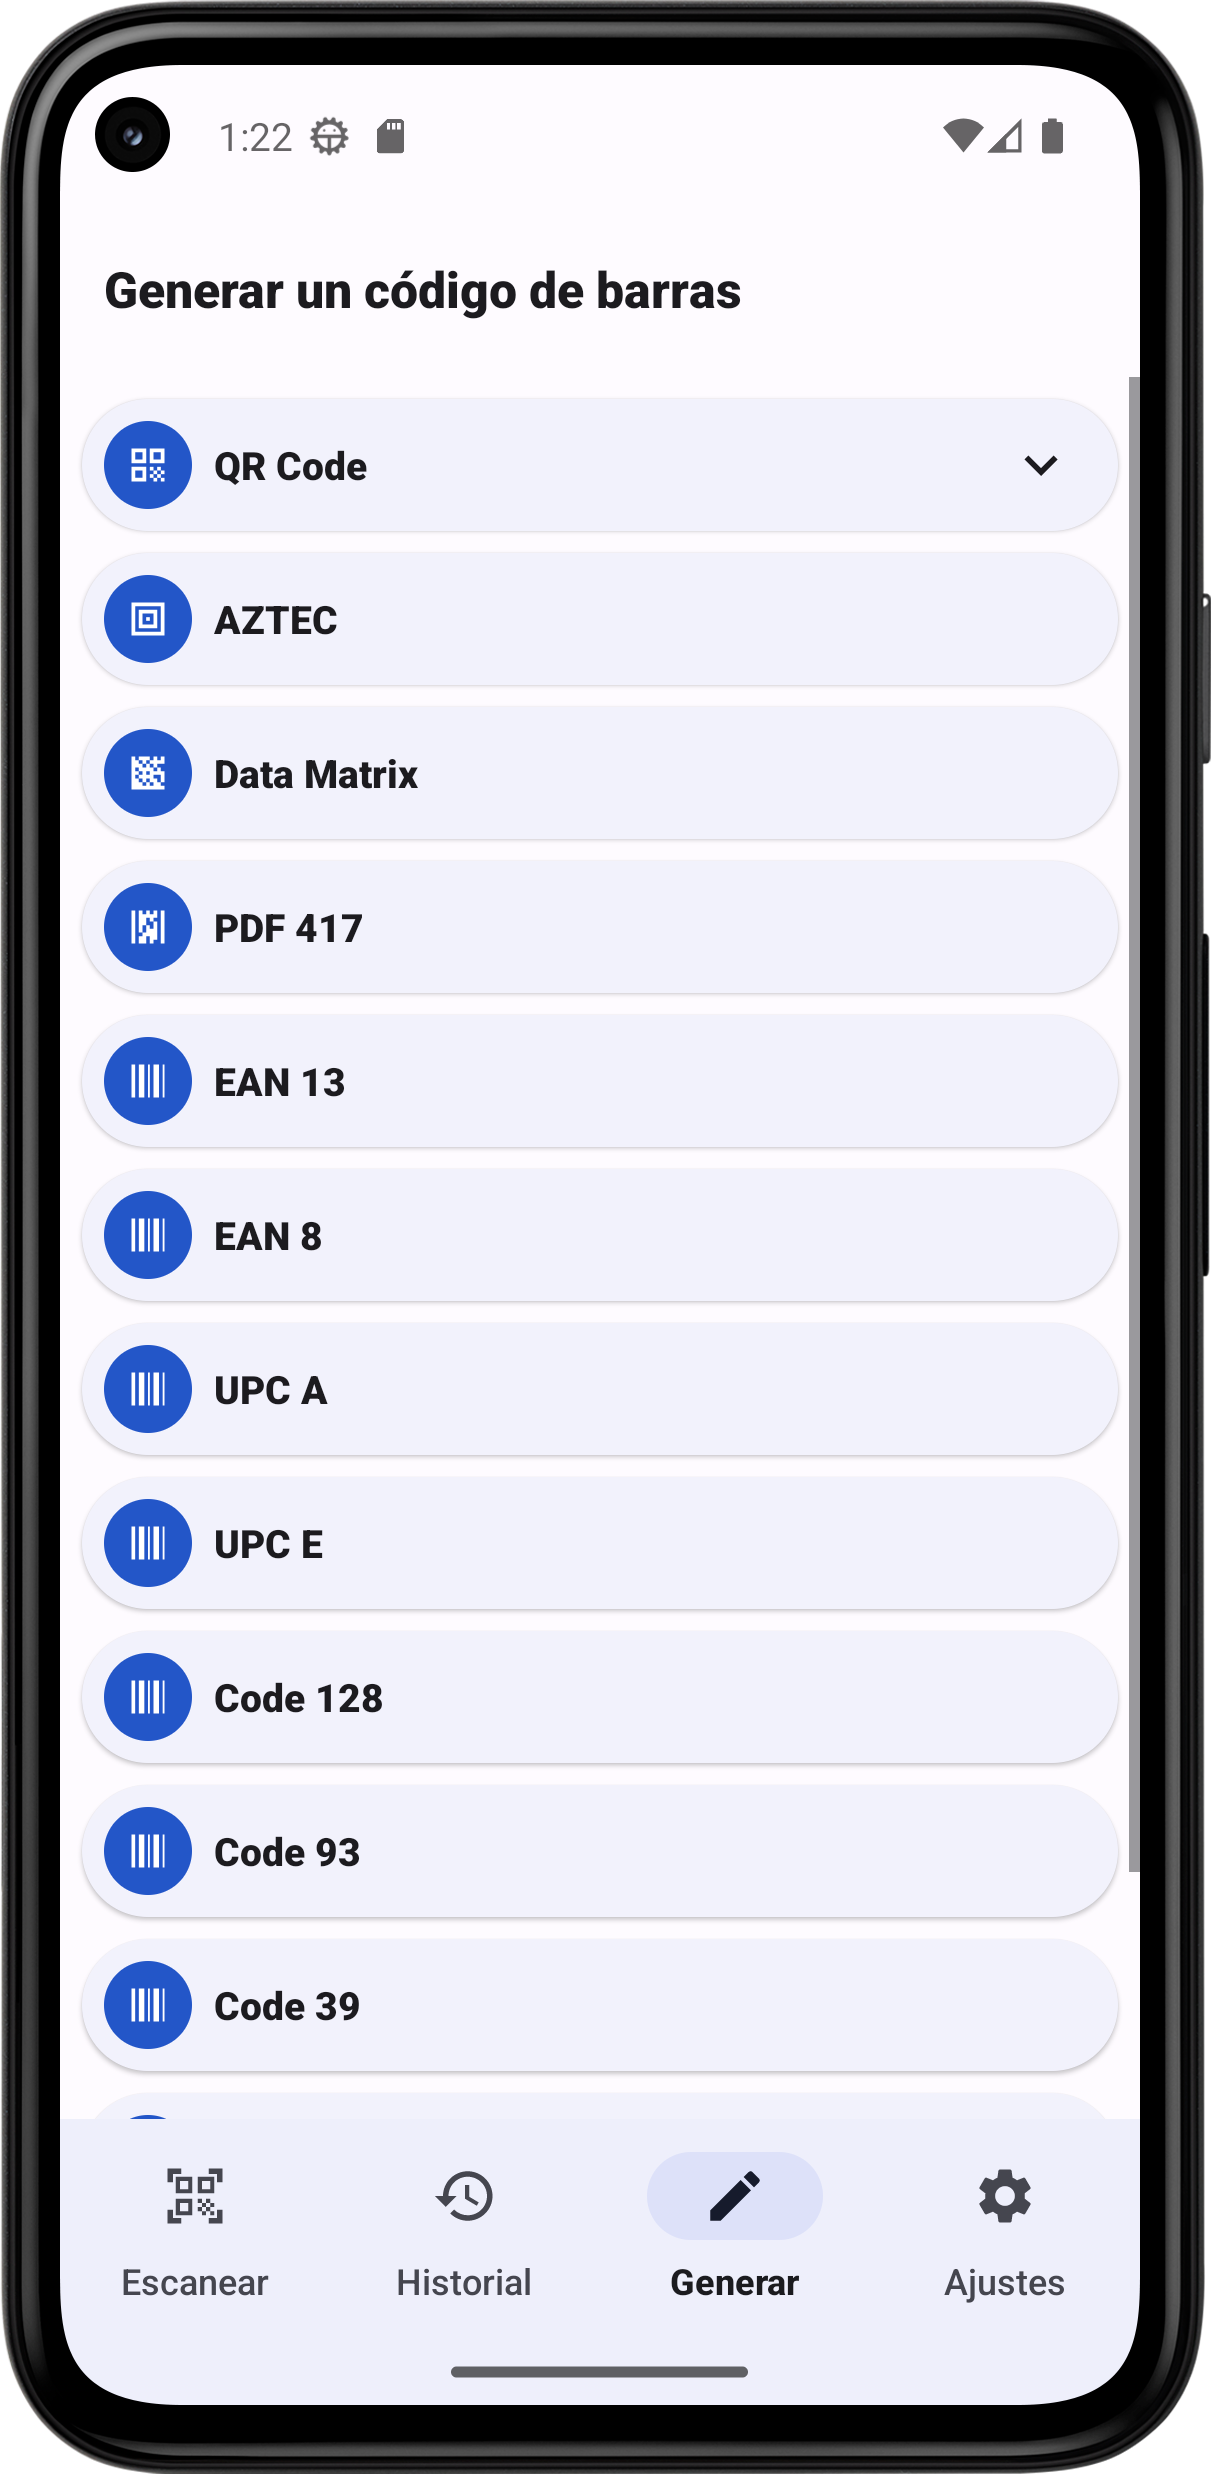 1:22
Generar un código de barras
QR Code
AZTEC
Data Matrix
PDF 417
EAN 13
EAN 8
UPC A
UPC E
Code 128
Code 93
Code 39
Escanear
Historial
Generar
Ajustes